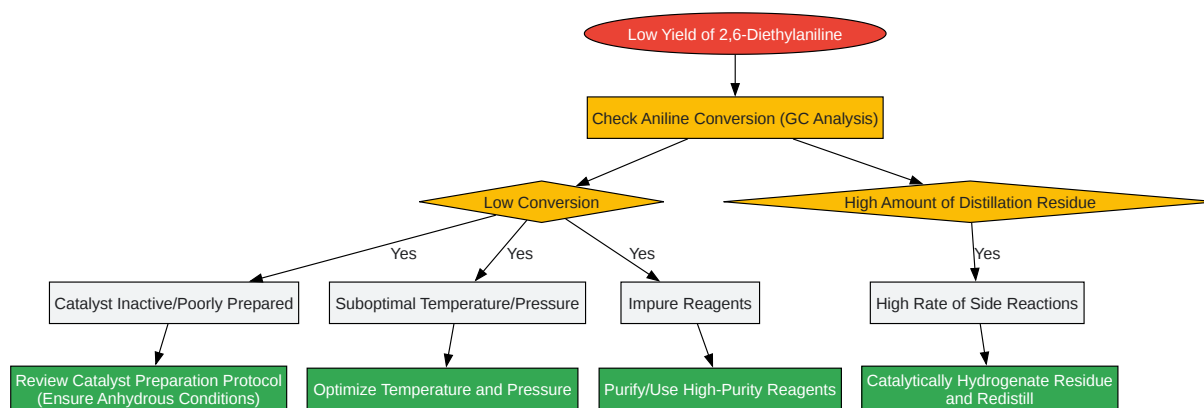 Low Yield of 2,6-Diethylaniline
Check Aniline Conversion (GC Analysis)
Low Conversion
High Amount of Distillation Residue
Yes
Yes
Yes
Yes
Catalyst Inactive/Poorly Prepared
Suboptimal Temperature/Pressure
Impure Reagents
High Rate of Side Reactions
Review Catalyst Preparation Protocol
(Ensure Anhydrous Conditions)
Optimize Temperature and Pressure
Purify/Use High-Purity Reagents
Catalytically Hydrogenate Residue
and Redistill